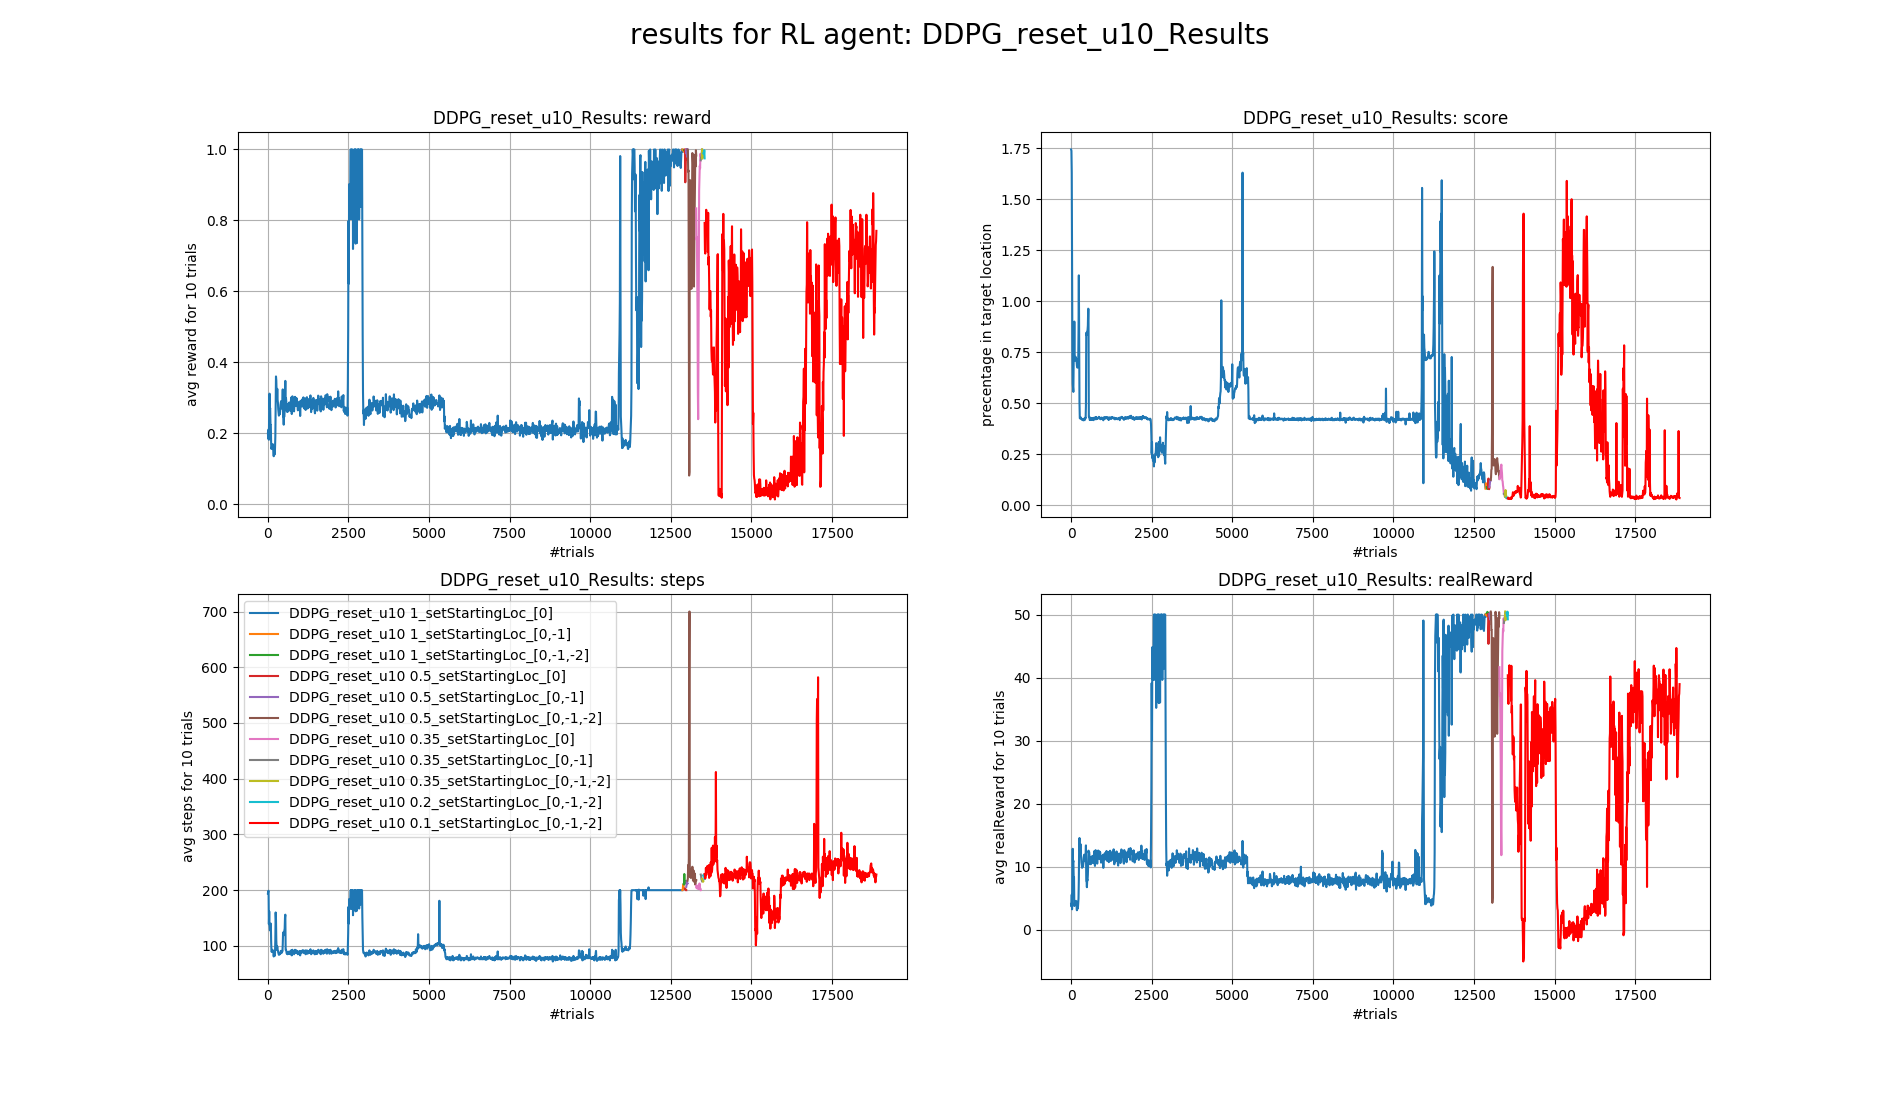 results for RL agent: DDPG_reset_u10_Results
DDPG_reset_u10_Results: reward
avg reward for 10 trials
1.0
0.8
0.6
0.4
0.2
0.0
0 2500 5000 7500 10000 12500 15000 17500
#trials
DDPG_reset_u10_Results: score
precentage in target location
1.75
1.50
1.25
1.00
0.75
0.50
0.25
0.00
0 2500 5000 7500 10000 12500 15000 17500
#trials
DDPG_reset_u10_Results: steps
avg steps for 10 trials
700
600
500
400
300
200
100
DDPG_reset_u10 1_setStartingLoc_[0]
DDPG_reset_u10 1_setStartingLoc_[0,-1]
DDPG_reset_u10 1_setStartingLoc_[0,-1,-2]
DDPG_reset_u10 0.5_setStartingLoc_[0]
DDPG_reset_u10 0.5_setStartingLoc_[0,-1]
DDPG_reset_u10 0.5_setStartingLoc_[0,-1,-2]
DDPG_reset_u10 0.35_setStartingLoc_[0]
DDPG_reset_u10 0.35_setStartingLoc_[0,-1]
DDPG_reset_u10 0.35_setStartingLoc_[0,-1,-2]
DDPG_reset_u10 0.2_setStartingLoc_[0,-1,-2]
DDPG_reset_u10 0.1_setStartingLoc_[0,-1,-2]
0 2500 5000 7500 10000 12500 15000 17500
#trials
DDPG_reset_u10_Results: realReward
avg realReward for 10 trials
50
40
30
20
10
0
0 2500 5000 7500 10000 12500 15000 17500
#trials